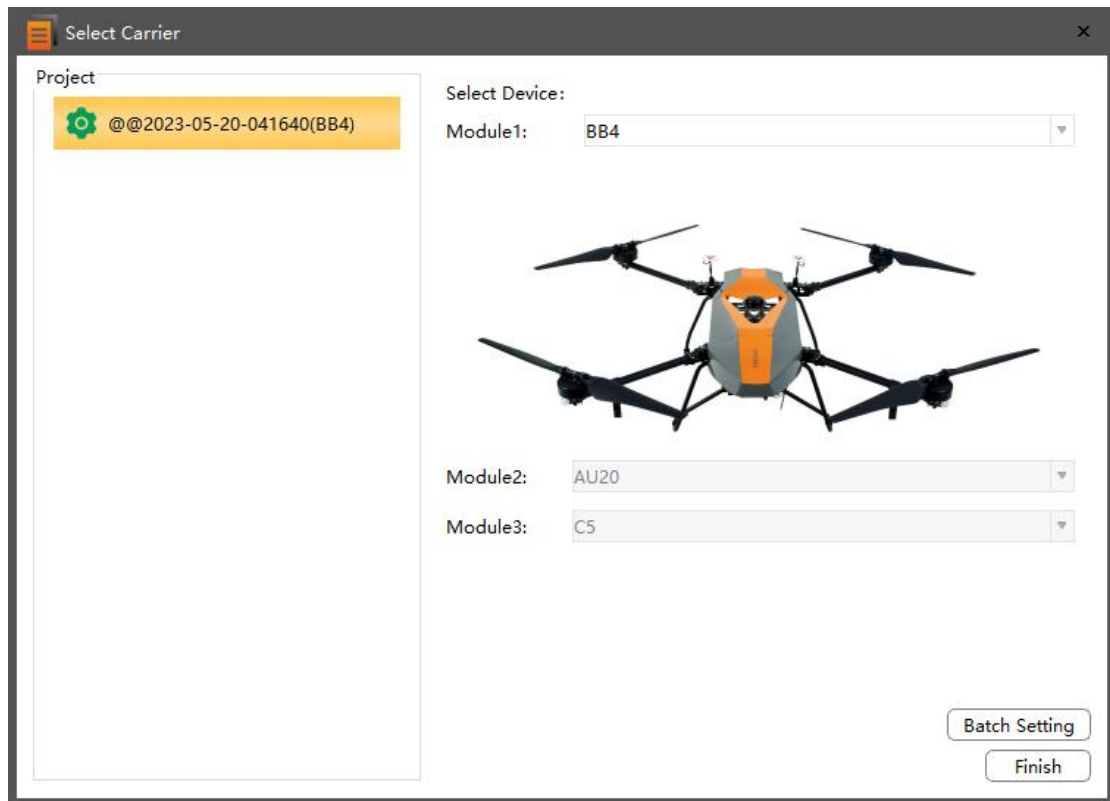 Select Carrier
Project
@@2023-05-20-041640(BB4)
Select Device:
Module1: BB4
Module2: AU20
Module3: C5
Batch Setting
Finish